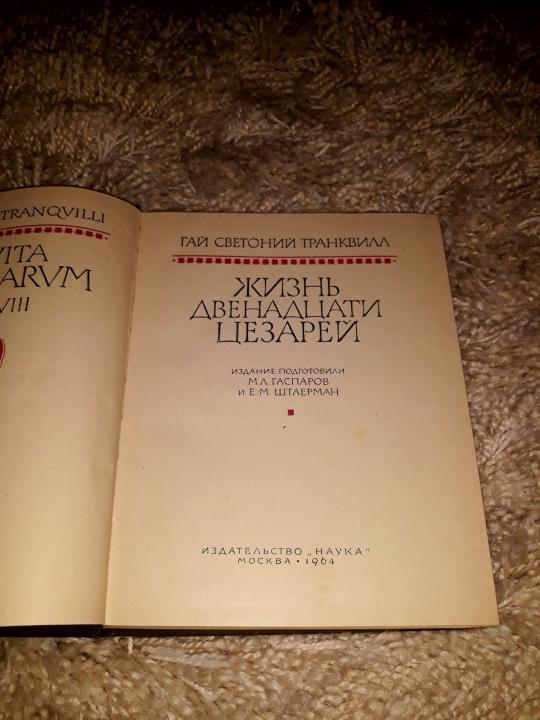 TRANQVILLI
VITA
ARVM
VIII
ГАЙ СВЕТОНИЙ ТРАНКВИЛЛ
ЖИЗНЬ
ДВЕНАДЦАТИ
ЦЕЗАРЕЙ
ИЗДАНИЕ ПОДГОТОВИЛИ
М.Л. ГАСПАРОВ
И Е.М. ШТАЕРМАН
ИЗДАТЕЛЬСТВО „НАУКА"
МОСКВА • 1964